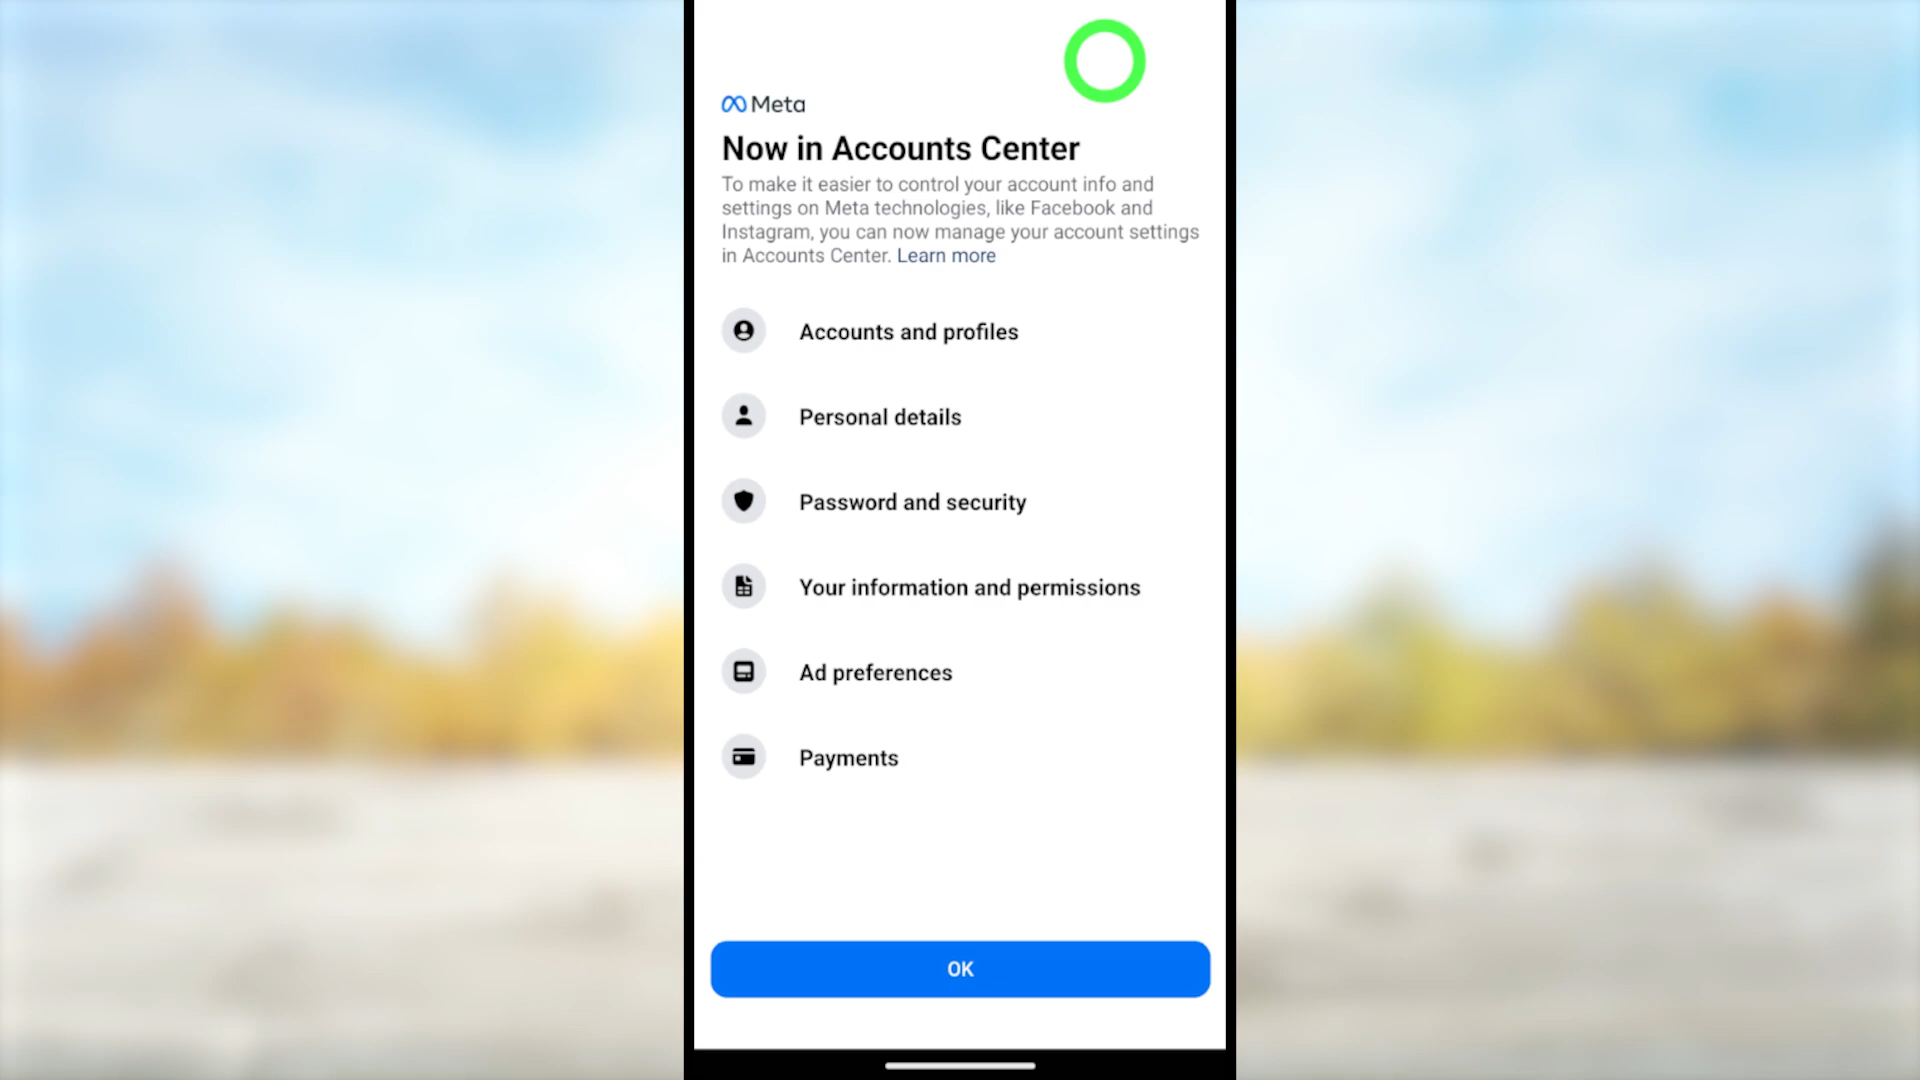 Meta
Now in Accounts Center
To make it easier to control your account info and
settings on Meta technologies, like Facebook and
Instagram, you can now manage your account settings
in Accounts Center. Learn more
Accounts and profiles
Personal details
Password and security
Your information and permissions
Ad preferences
Payments
OK